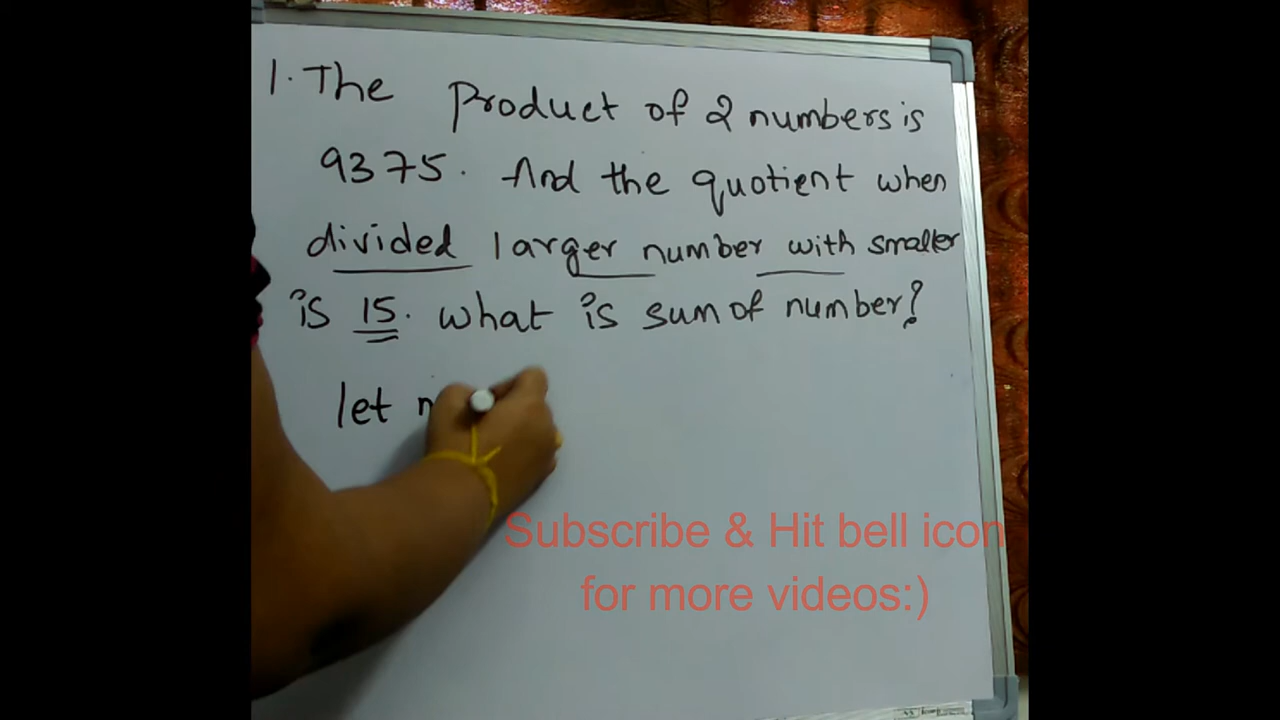 1. The Product of 2 numbers is
9375. And the quotient when
divided larger number with smaller
is 15. what is sum of number?
let
Subscribe & Hit bell icon
for more videos:)